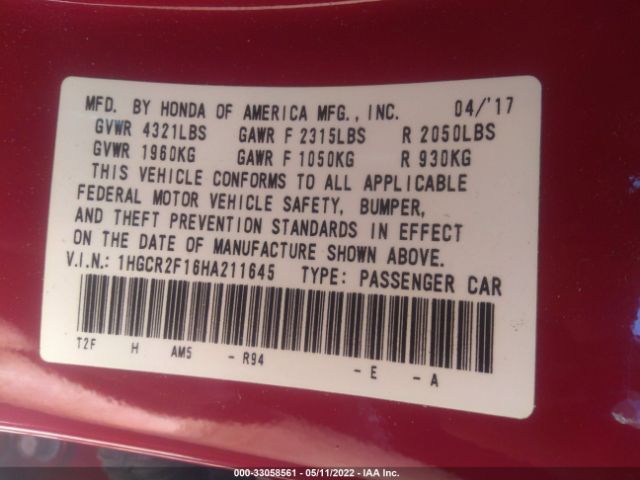 MFD. BY HONDA OF AMERICA MFG., INC. 04/'17
GVWR 4321LBS GAWR F 2315LBS R 2050LBS
GVWR 1960KG GAWR F 1050KG R 930KG
THIS VEHICLE CONFORMS TO ALL APPLICABLE
FEDERAL MOTOR VEHICLE SAFETY, BUMPER,
AND THEFT PREVENTION STANDARDS IN EFFECT
ON THE DATE OF MANUFACTURE SHOWN ABOVE.
V.I.N.: 1HGCR2F16HA211645 TYPE: PASSENGER CAR
T2F H AM5 - R94 - E - A
000-33058561 - 05/11/2022 - IAA Inc.